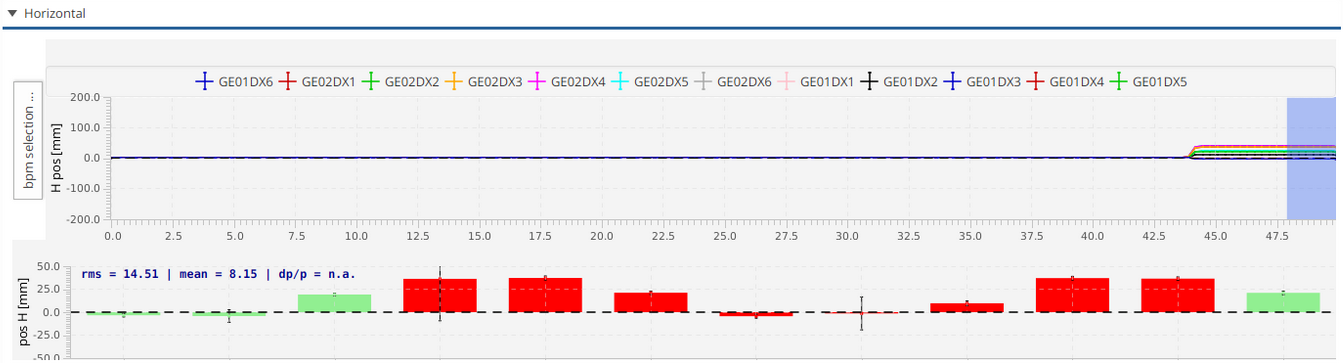 Horizontal
GE01DX6 GE02DX1 GE02DX2 GE02DX3 GE02DX4 GE02DX5 GE02DX6 GE01DX1 GE01DX2 GE01DX3 GE01DX4 GE01DX5
bpm selection ...
H pos [mm]
200.0
100.0
0.0
-100.0
-200.0
0.0 2.5 5.0 7.5 10.0 12.5 15.0 17.5 20.0 22.5 25.0 27.5 30.0 32.5 35.0 37.5 40.0 42.5 45.0 47.5
rms = 14.51 | mean = 8.15 | dp/p = n.a.
pos H [mm]
50.0
25.0
0.0
-25.0
-50.0